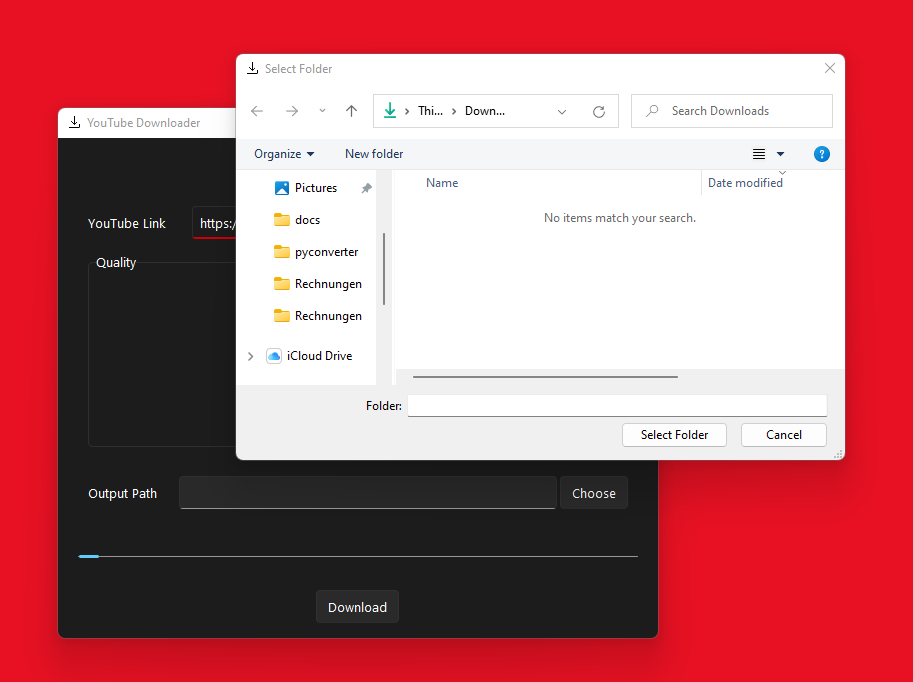 Select Folder
Thi... Down...
Search Downloads
YouTube Downloader
Organize
New folder
?
Pictures
Name
Date modified
No items match your search.
docs
YouTube Link
https:/
pyconverter
Quality
Rechnungen
Rechnungen
iCloud Drive
Folder:
Select Folder
Cancel
Output Path
Choose
Download